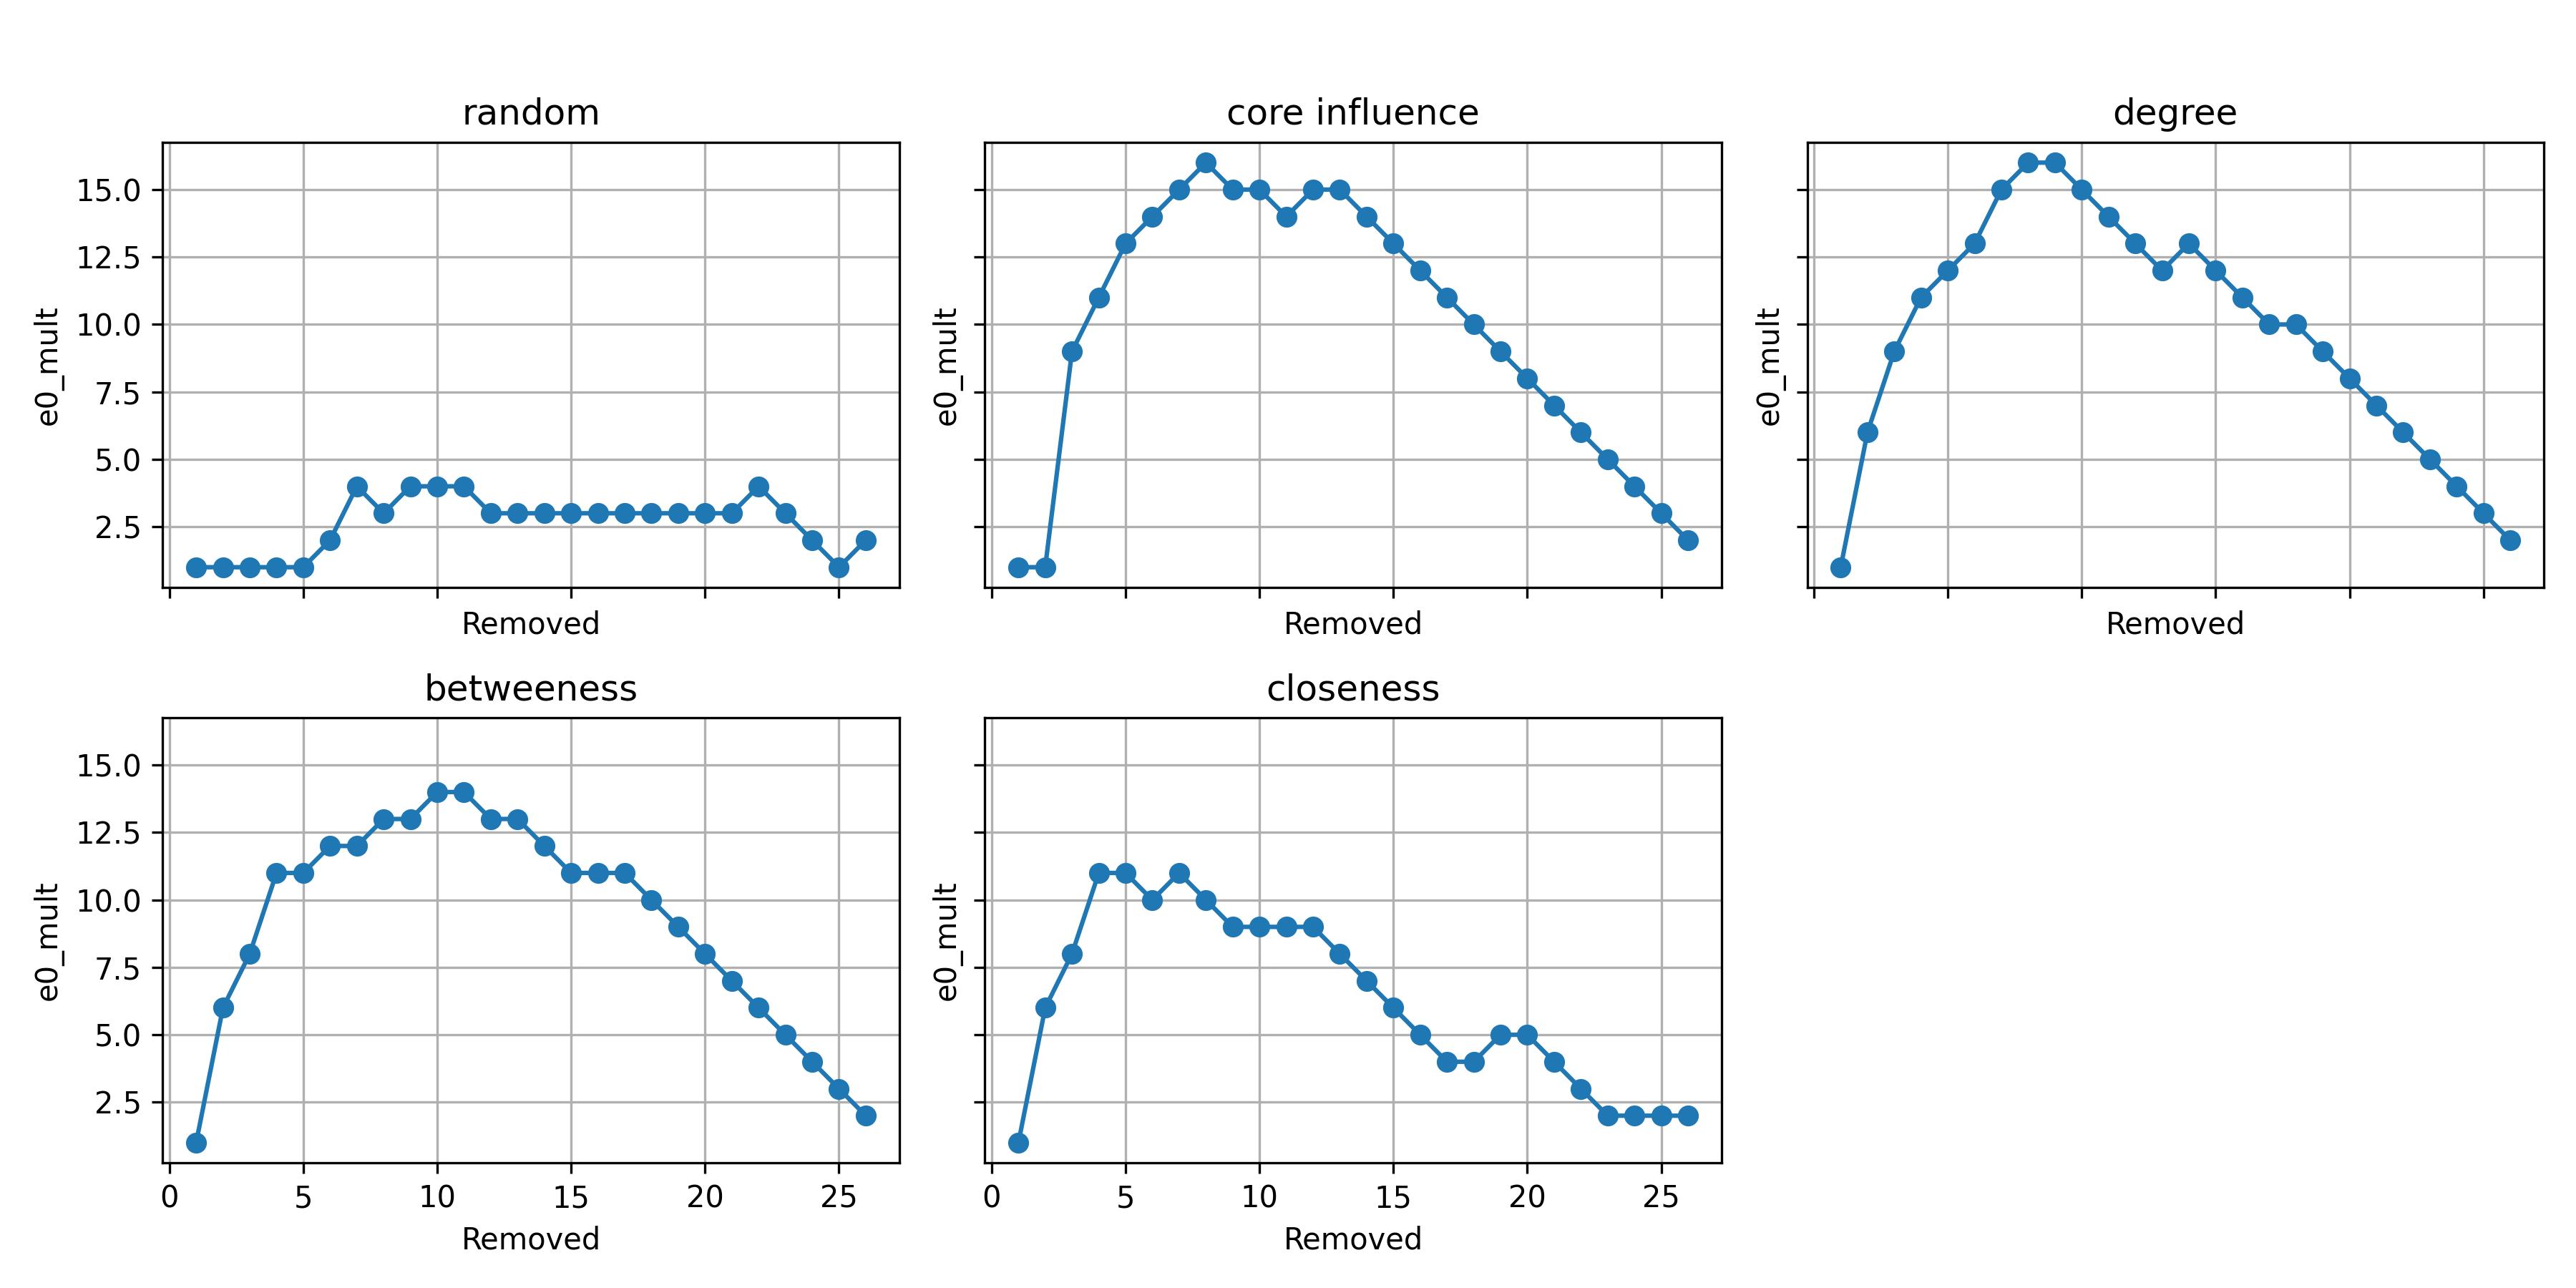 random
core influence
degree
15.0
12.5
10.0
7.5
5.0
2.5
e0_mult
e0_mult
e0_mult
Removed
Removed
Removed
betweeness
closeness
15.0
12.5
10.0
7.5
5.0
2.5
e0_mult
e0_mult
0 5 10 15 20 25
0 5 10 15 20 25
Removed
Removed